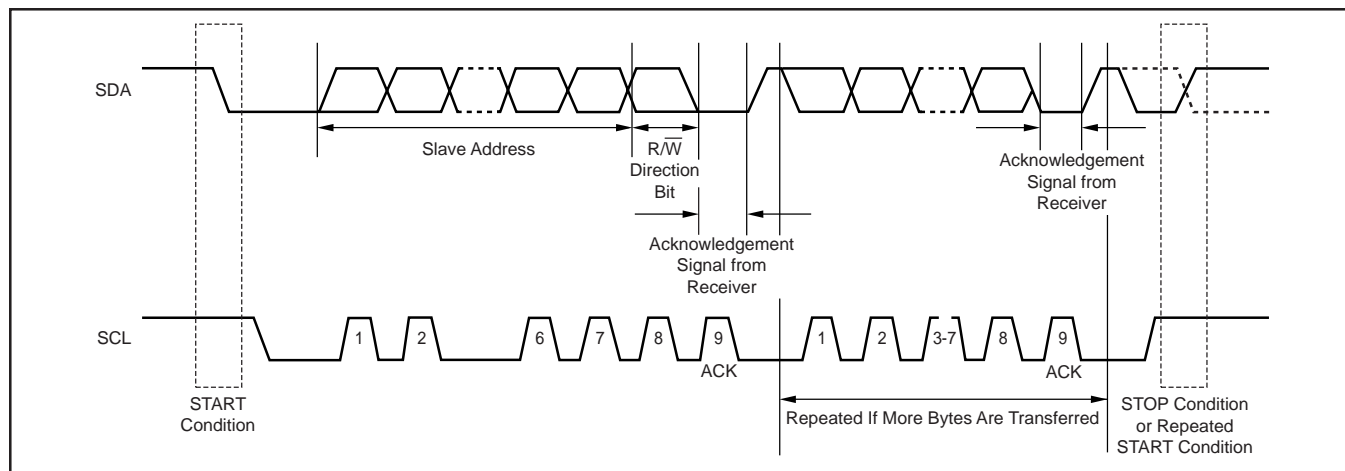 SDA
Slave Address
R/W̅
Direction
Bit
Acknowledgement
Signal from
Receiver
Acknowledgement
Signal from
Receiver
SCL
1
2
6
7
8
9
ACK
1
2
3-7
8
9
ACK
START
Condition
Repeated If More Bytes Are Transferred
STOP Condition
or Repeated
START Condition